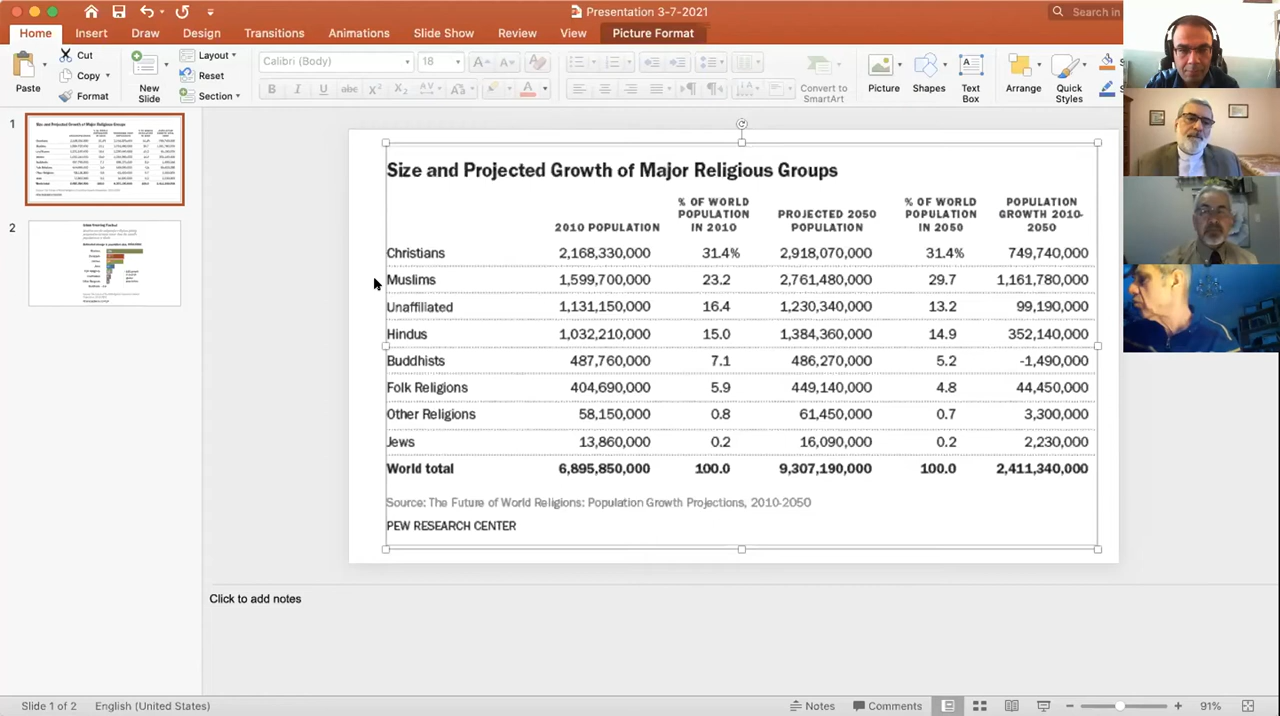 Presentation 3-7-2021
Search in
Home Insert Draw Design Transitions Animations Slide Show Review View Picture Format
Cut
Copy
Format
Paste
New Slide
Layout
Reset
Section
Calibri (Body) 18
B I U abc X² X₂ AV Aa
A
Convert to SmartArt
Picture
Shapes
Text Box
Arrange
Quick Styles
1
2
Size and Projected Growth of Major Religious Groups
2010 POPULATION % OF WORLD POPULATION IN 2010 PROJECTED 2050 POPULATION % OF WORLD POPULATION IN 2050 POPULATION GROWTH 2010-2050
Christians 2,168,330,000 31.4% 2,918,070,000 31.4% 749,740,000
Muslims 1,599,700,000 23.2 2,761,480,000 29.7 1,161,780,000
Unaffiliated 1,131,150,000 16.4 1,230,340,000 13.2 99,190,000
Hindus 1,032,210,000 15.0 1,384,360,000 14.9 352,140,000
Buddhists 487,760,000 7.1 486,270,000 5.2 -1,490,000
Folk Religions 404,690,000 5.9 449,140,000 4.8 44,450,000
Other Religions 58,150,000 0.8 61,450,000 0.7 3,300,000
Jews 13,860,000 0.2 16,090,000 0.2 2,230,000
World total 6,895,850,000 100.0 9,307,190,000 100.0 2,411,340,000
Source: The Future of World Religions: Population Growth Projections, 2010-2050
PEW RESEARCH CENTER
Click to add notes
Slide 1 of 2 English (United States) Notes Comments 91%